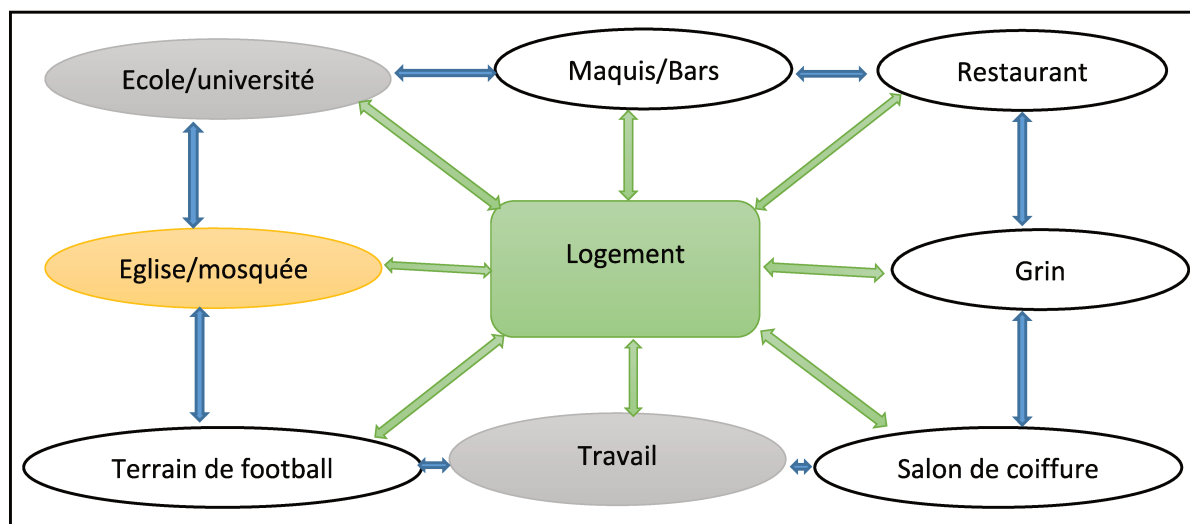 Ecole/université
Maquis/Bars
Restaurant
Eglise/mosquée
Logement
Grin
Terrain de football
Travail
Salon de coiffure